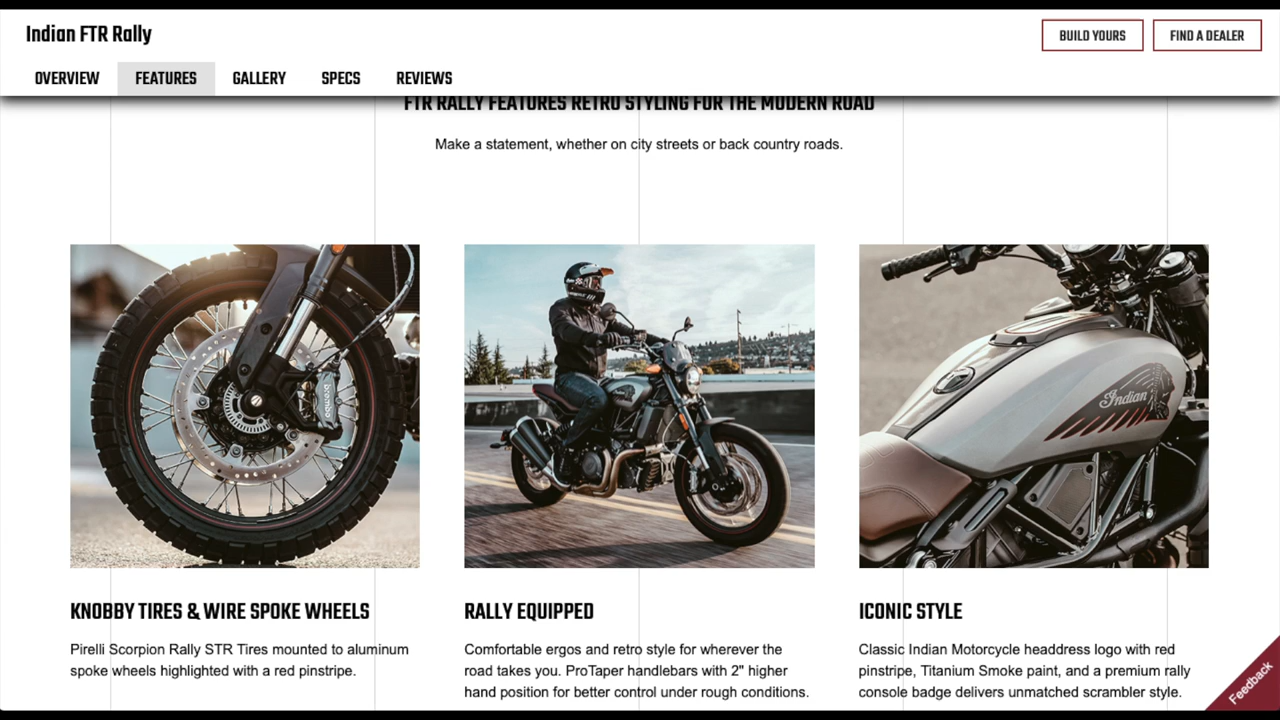 Indian FTR Rally
BUILD YOURS
FIND A DEALER
OVERVIEW
FEATURES
GALLERY
SPECS
REVIEWS
FTR RALLY FEATURES RETRO STYLING FOR THE MODERN ROAD
Make a statement, whether on city streets or back country roads.
brembo
Indian
KNOBBY TIRES & WIRE SPOKE WHEELS
Pirelli Scorpion Rally STR Tires mounted to aluminum
spoke wheels highlighted with a red pinstripe.
RALLY EQUIPPED
Comfortable ergos and retro style for wherever the
road takes you. ProTaper handlebars with 2" higher
hand position for better control under rough conditions.
ICONIC STYLE
Classic Indian Motorcycle headdress logo with red
pinstripe, Titanium Smoke paint, and a premium rally
console badge delivers unmatched scrambler style.
Feedback